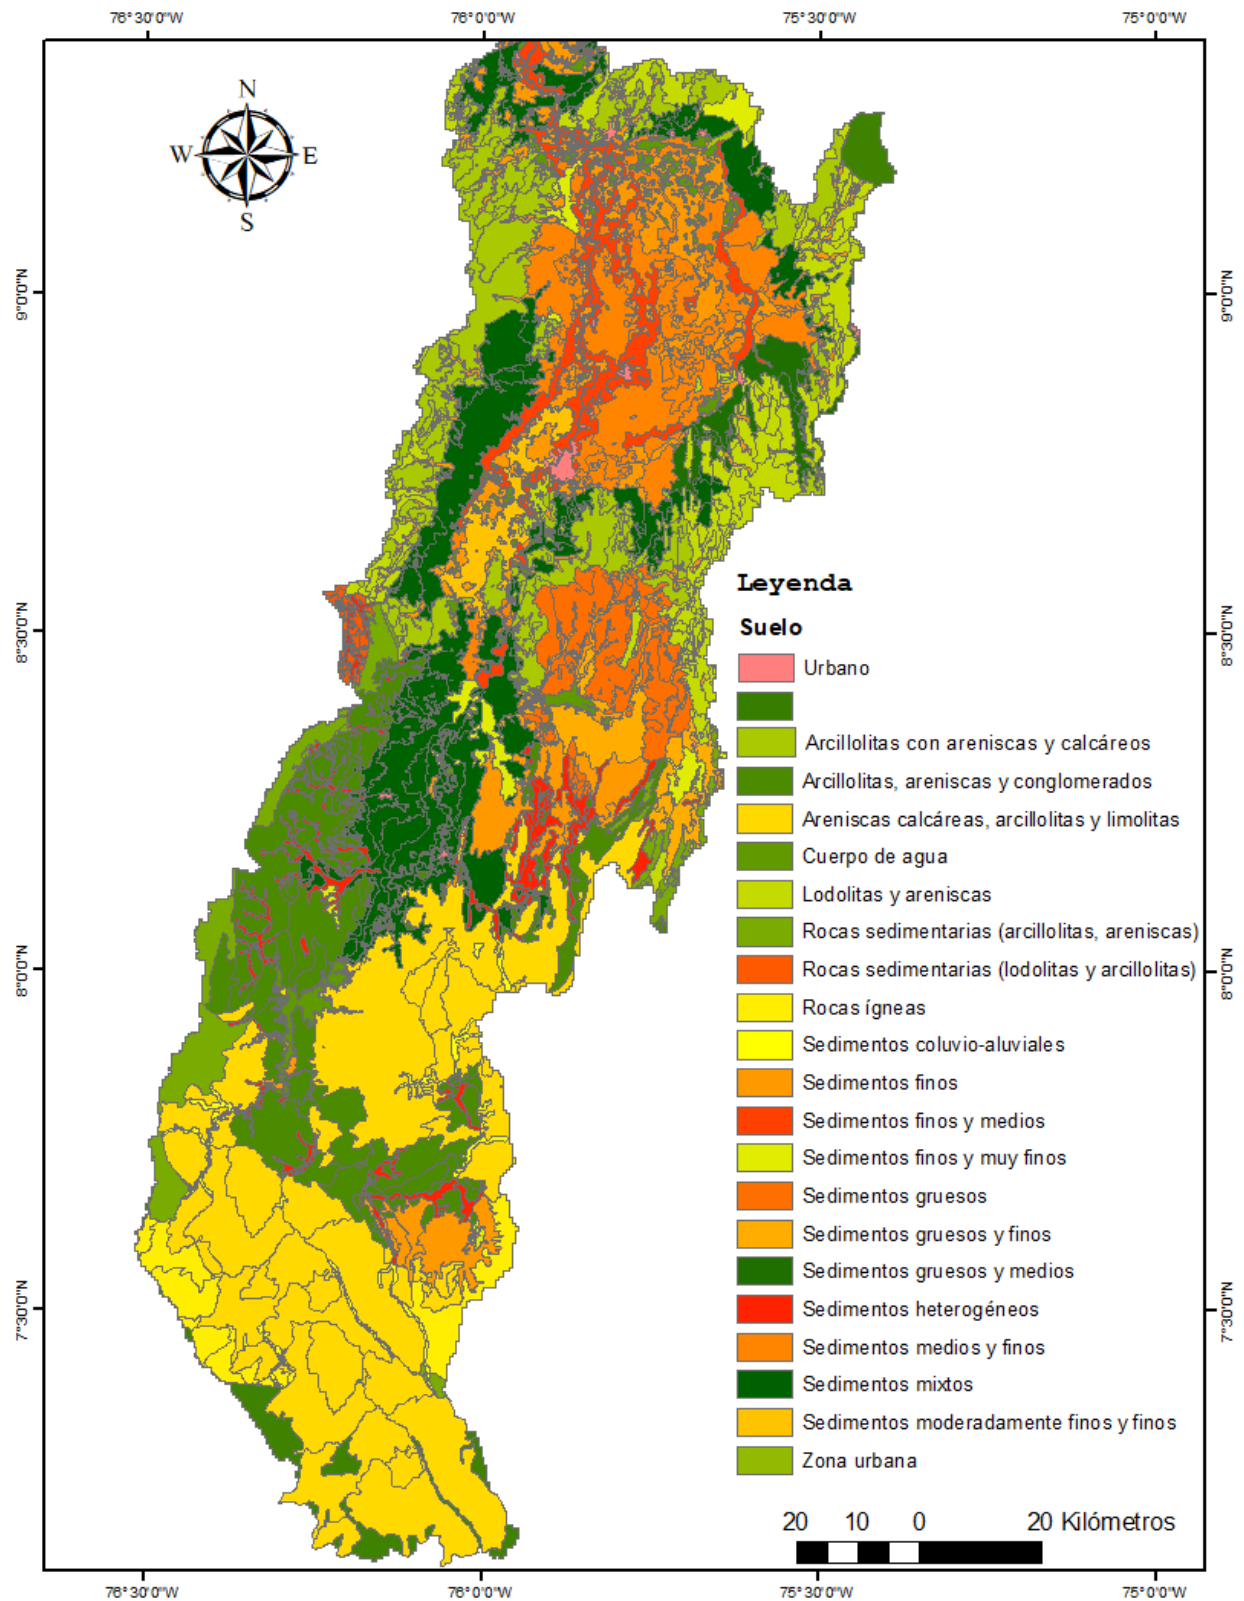 76° 30'0"W 76° 0'0"W 75° 30'0"W 75° 0'0"W
N
W E
S
9°0'0"N 9°0'0"N
Leyenda
Suelo
8°30'0"N 8°30'0"N
Urbano
Arcillolitas con areniscas y calcáreos
Arcillolitas, areniscas y conglomerados
Areniscas calcáreas, arcillolitas y limolitas
Cuerpo de agua
Lodolitas y areniscas
Rocas sedimentarias (arcillolitas, areniscas)
8°0'0"N 8°0'0"N
Rocas sedimentarias (lodolitas y arcillolitas)
Rocas ígneas
Sedimentos coluvio-aluviales
Sedimentos finos
Sedimentos finos y medios
Sedimentos finos y muy finos
Sedimentos gruesos
Sedimentos gruesos y finos
Sedimentos gruesos y medios
7°30'0"N 7°30'0"N
Sedimentos heterogéneos
Sedimentos medios y finos
Sedimentos mixtos
Sedimentos moderadamente finos y finos
Zona urbana
20 10 0 20 Kilómetros
76° 30'0"W 76° 0'0"W 75° 30'0"W 75° 0'0"W